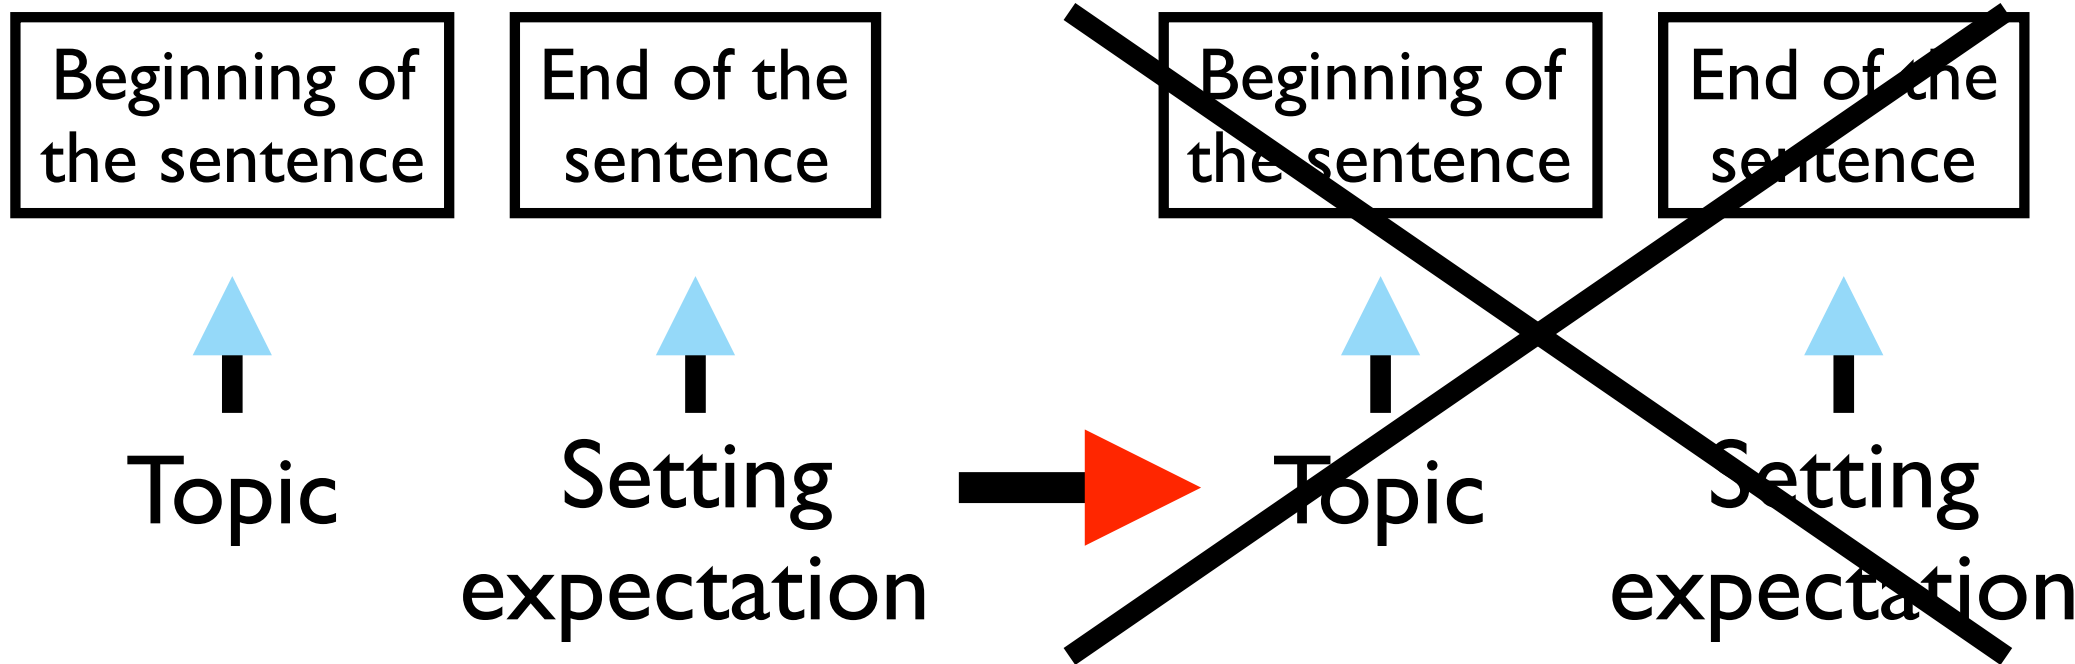 Beginning of
the sentence
End of the
sentence
Topic
Setting
expectation
Beginning of
the sentence
End of the
sentence
Topic
Setting
expectation